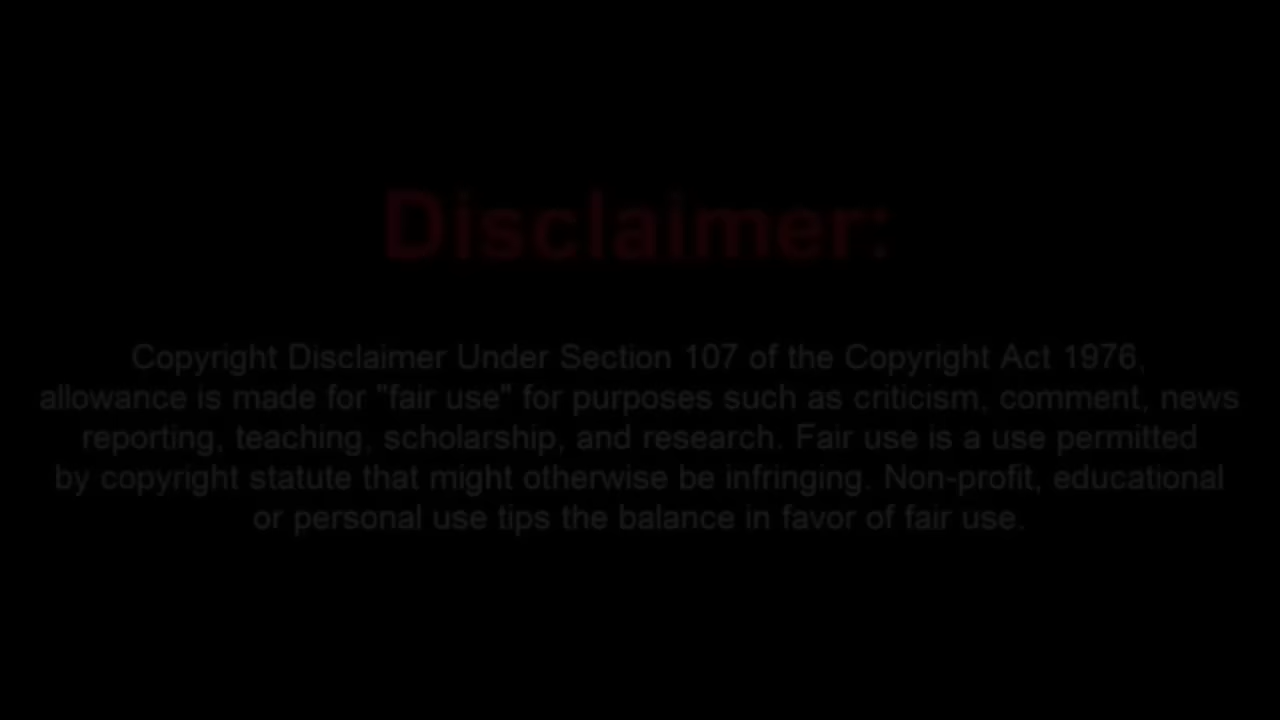 Disclaimer:
Copyright Disclaimer Under Section 107 of the Copyright Act 1976,
allowance is made for "fair use" for purposes such as criticism, comment, news
reporting, teaching, scholarship, and research. Fair use is a use permitted
by copyright statute that might otherwise be infringing. Non-profit, educational
or personal use tips the balance in favor of fair use.